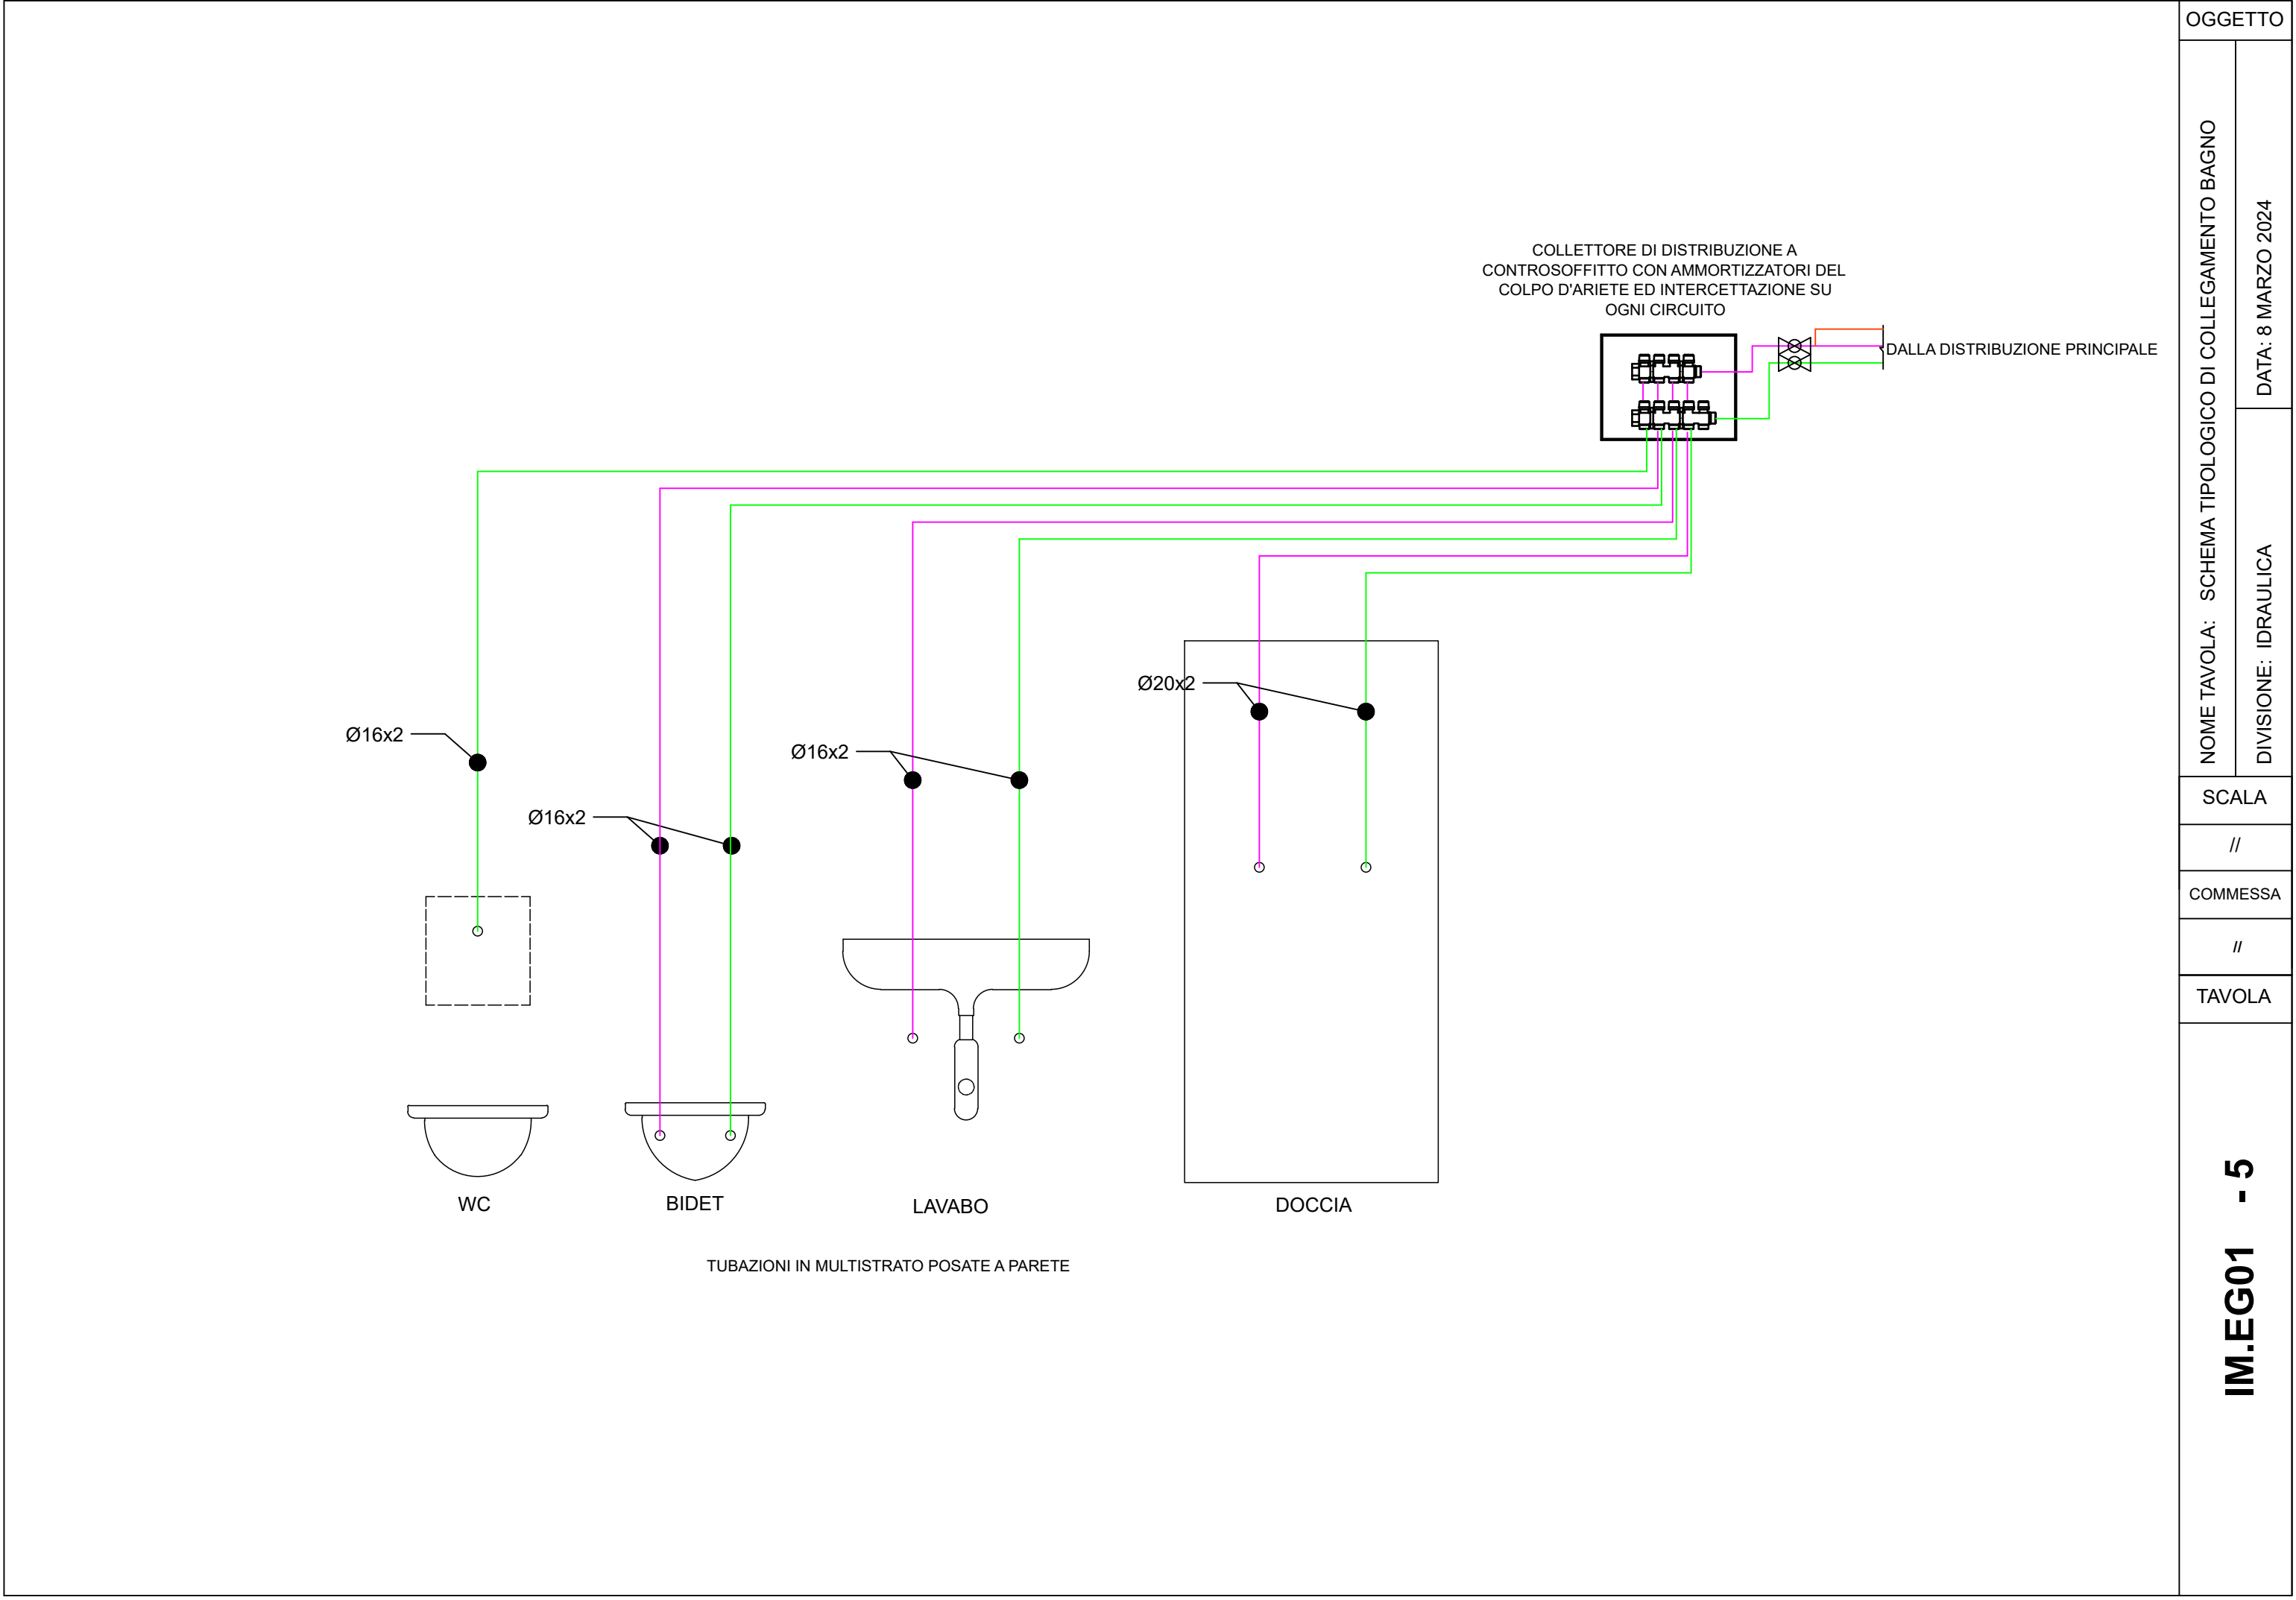 COLLETTORE DI DISTRIBUZIONE A
CONTROSOFFITTO CON AMMORTIZZATORI DEL
COLPO D'ARIETE ED INTERCETTAZIONE SU
OGNI CIRCUITO
DALLA DISTRIBUZIONE PRINCIPALE
Ø16x2
Ø16x2
Ø16x2
Ø20x2
WC
BIDET
LAVABO
DOCCIA
TUBAZIONI IN MULTISTRATO POSATE A PARETE
OGGETTO
NOME TAVOLA: SCHEMA TIPOLOGICO DI COLLEGAMENTO BAGNO
DIVISIONE: IDRAULICA
DATA: 8 MARZO 2024
SCALA
//
COMMESSA
//
TAVOLA
IM.EG01 - 5